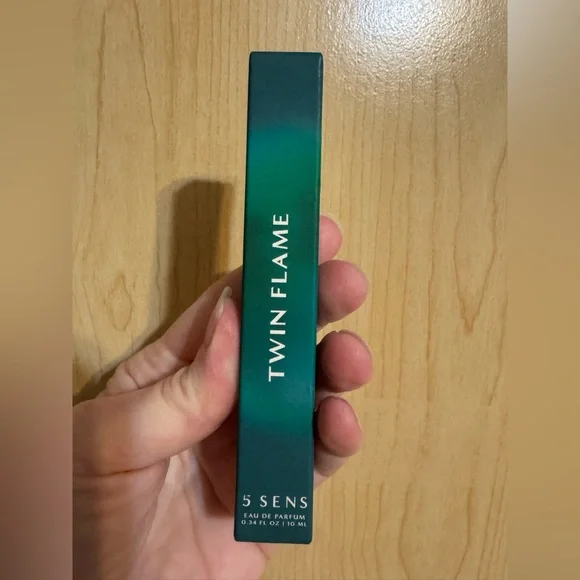 TWIN FLAME
5 SENS
EAU DE PARFUM
0.34 FL OZ | 10 ML